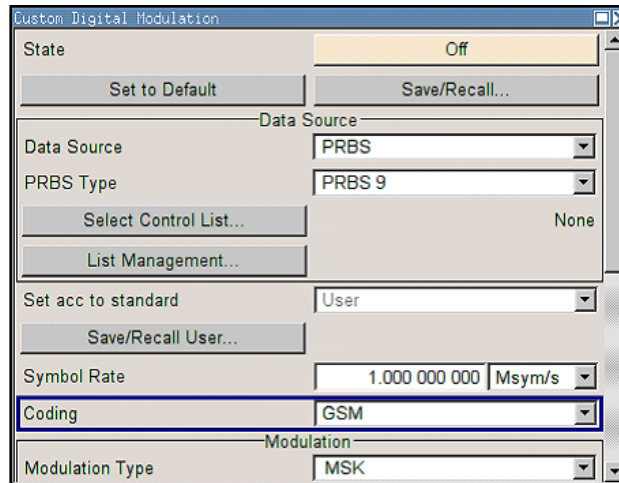 Custom Digital Modulation
State Off
Set to Default Save/Recall...
Data Source
Data Source PRBS
PRBS Type PRBS 9
Select Control List... None
List Management...
Set acc to standard User
Save/Recall User...
Symbol Rate 1.000 000 000 Msym/s
Coding GSM
Modulation
Modulation Type MSK